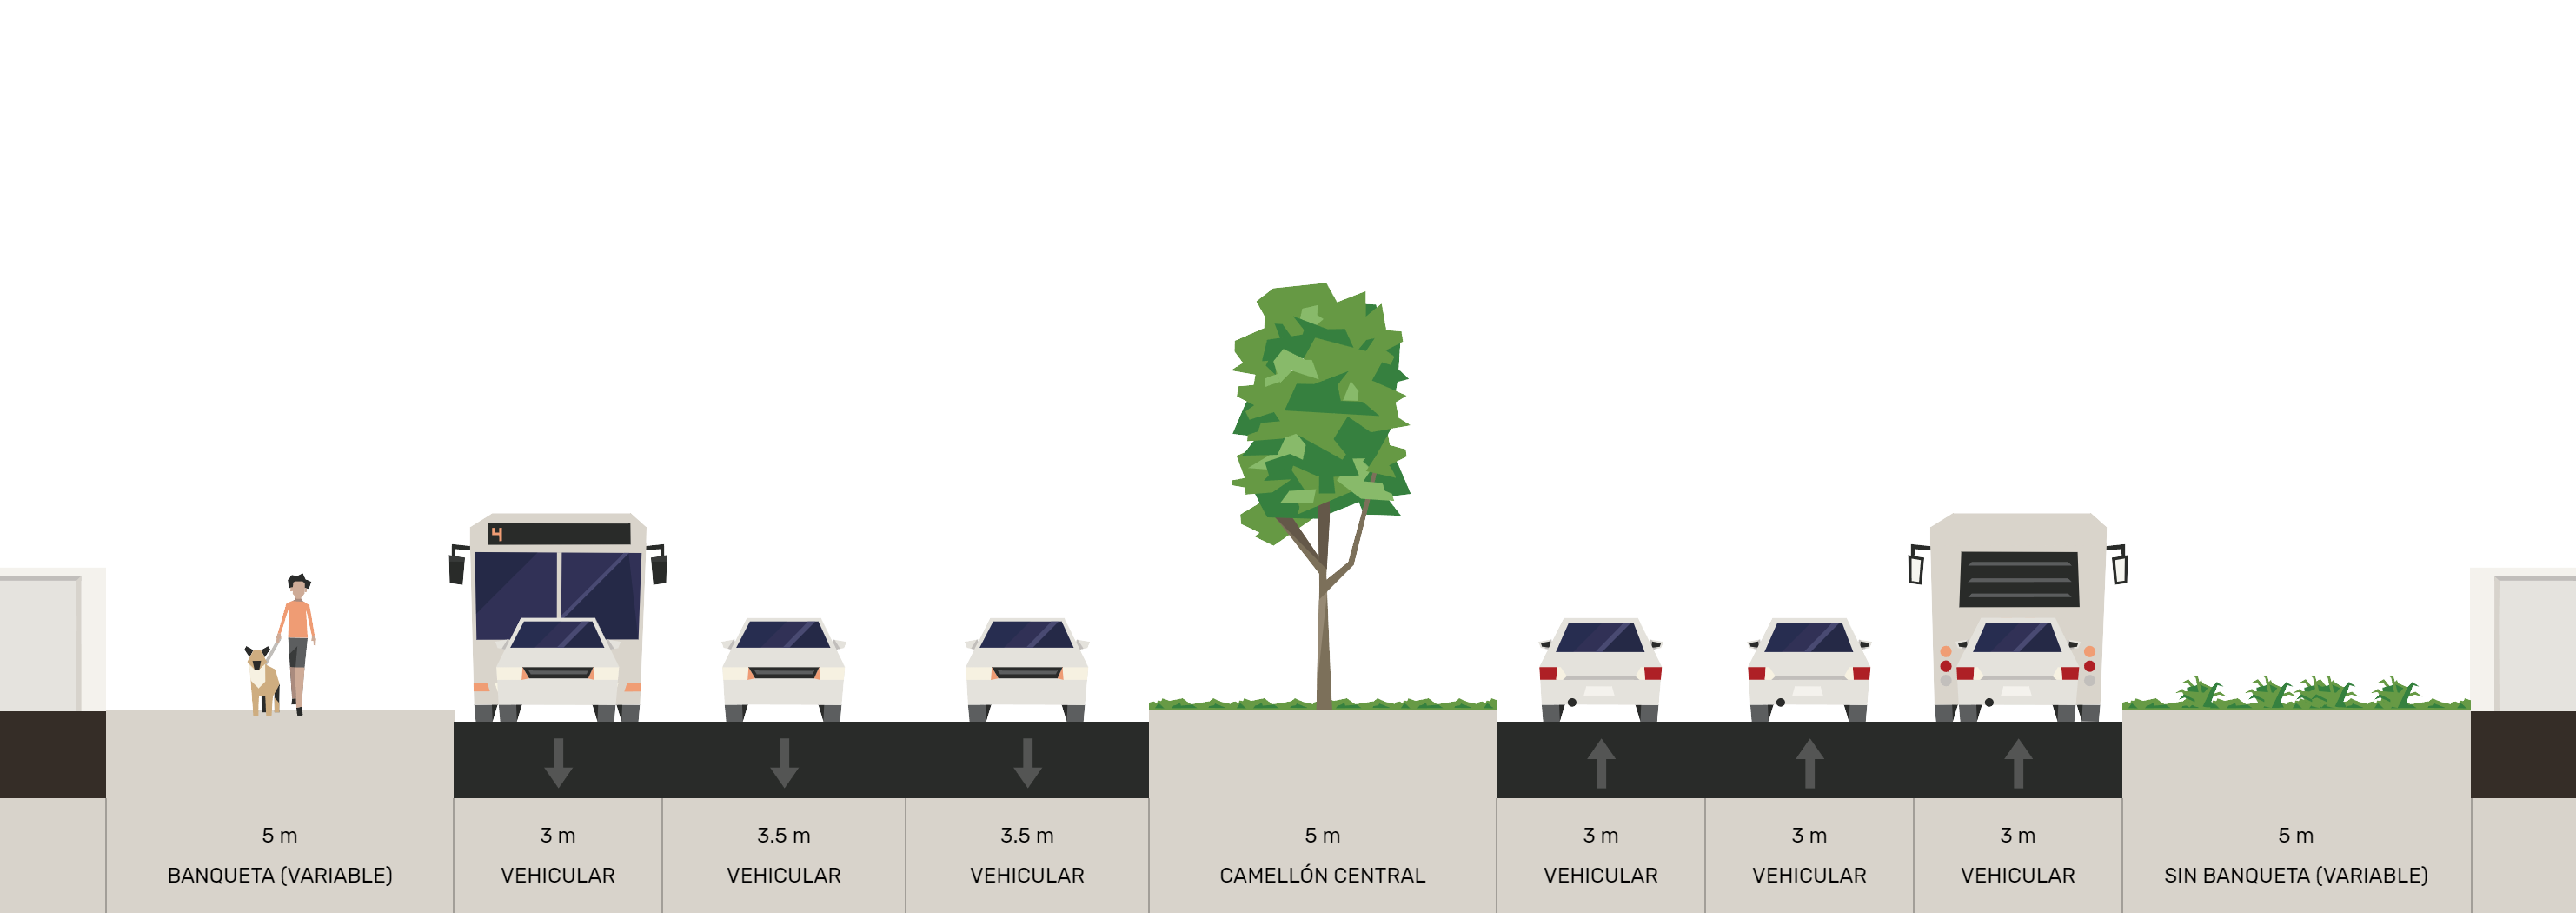 4
5 m
BANQUETA (VARIABLE)
3 m
VEHICULAR
3.5 m
VEHICULAR
3.5 m
VEHICULAR
5 m
CAMELLÓN CENTRAL
3 m
VEHICULAR
3 m
VEHICULAR
3 m
VEHICULAR
5 m
SIN BANQUETA (VARIABLE)